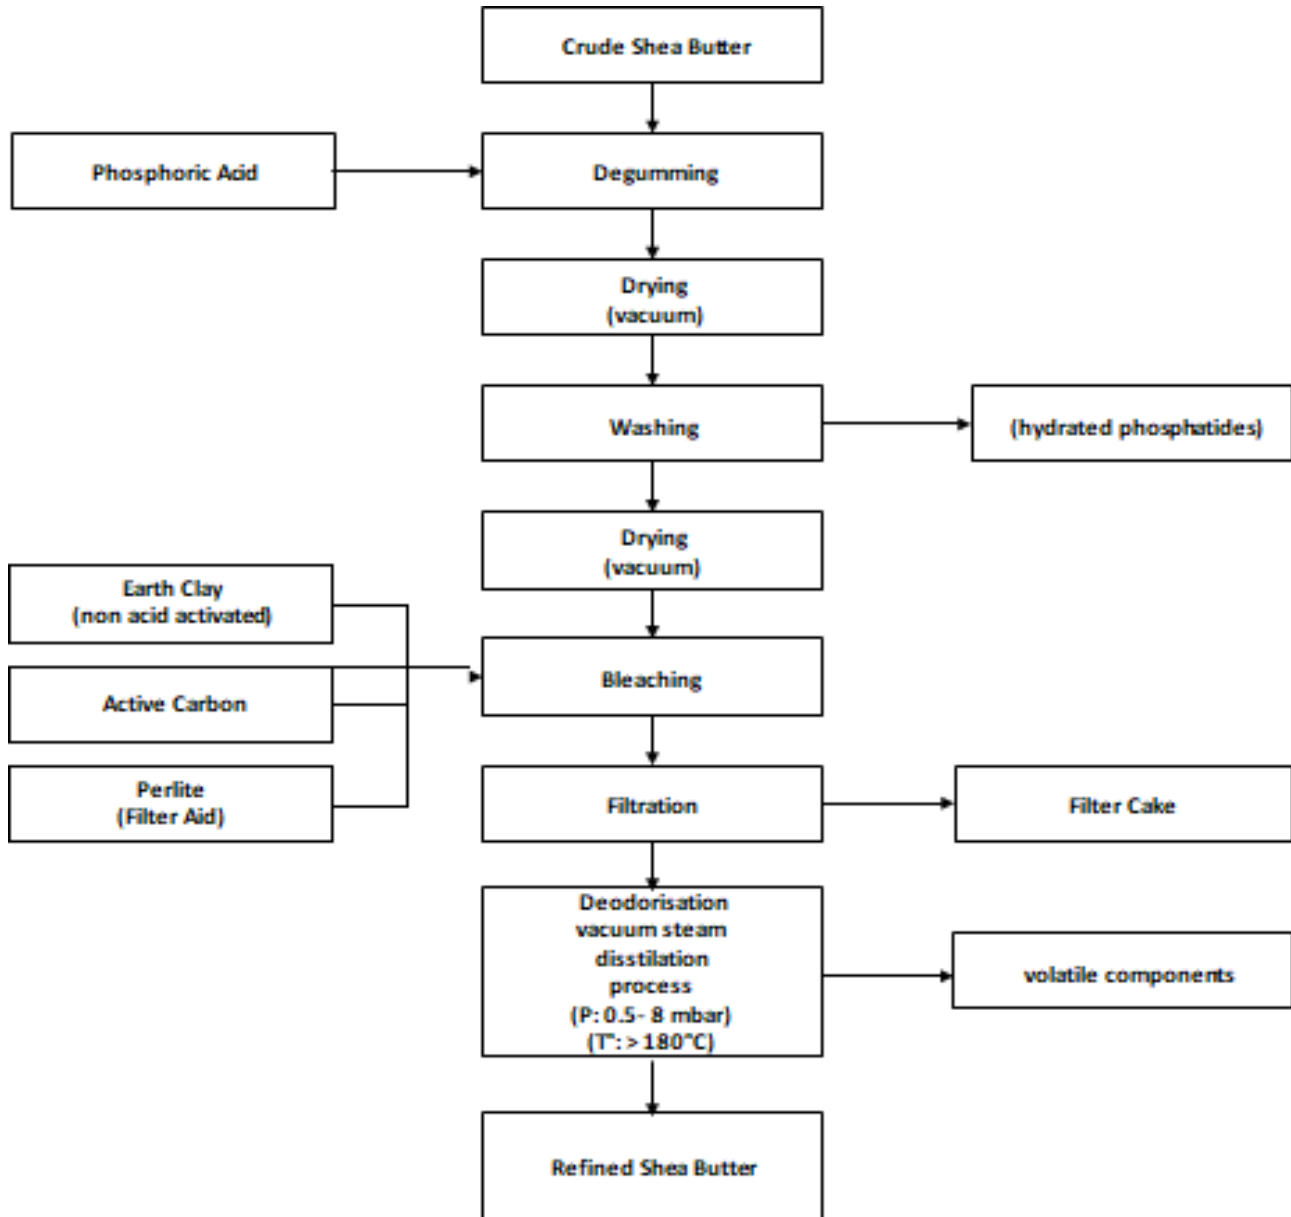 Crude Shea Butter
Phosphoric Acid
Degumming
Drying
(vacuum)
Washing
(hydrated phosphatides)
Drying
(vacuum)
Earth Clay
(non acid activated)
Bleaching
Active Carbon
Perlite
(Filter Aid)
Filtration
Filter Cake
Deodorisation
vacuum steam
disstilation
process
(P: 0.5- 8 mbar)
(T°: > 180°C)
volatile components
Refined Shea Butter